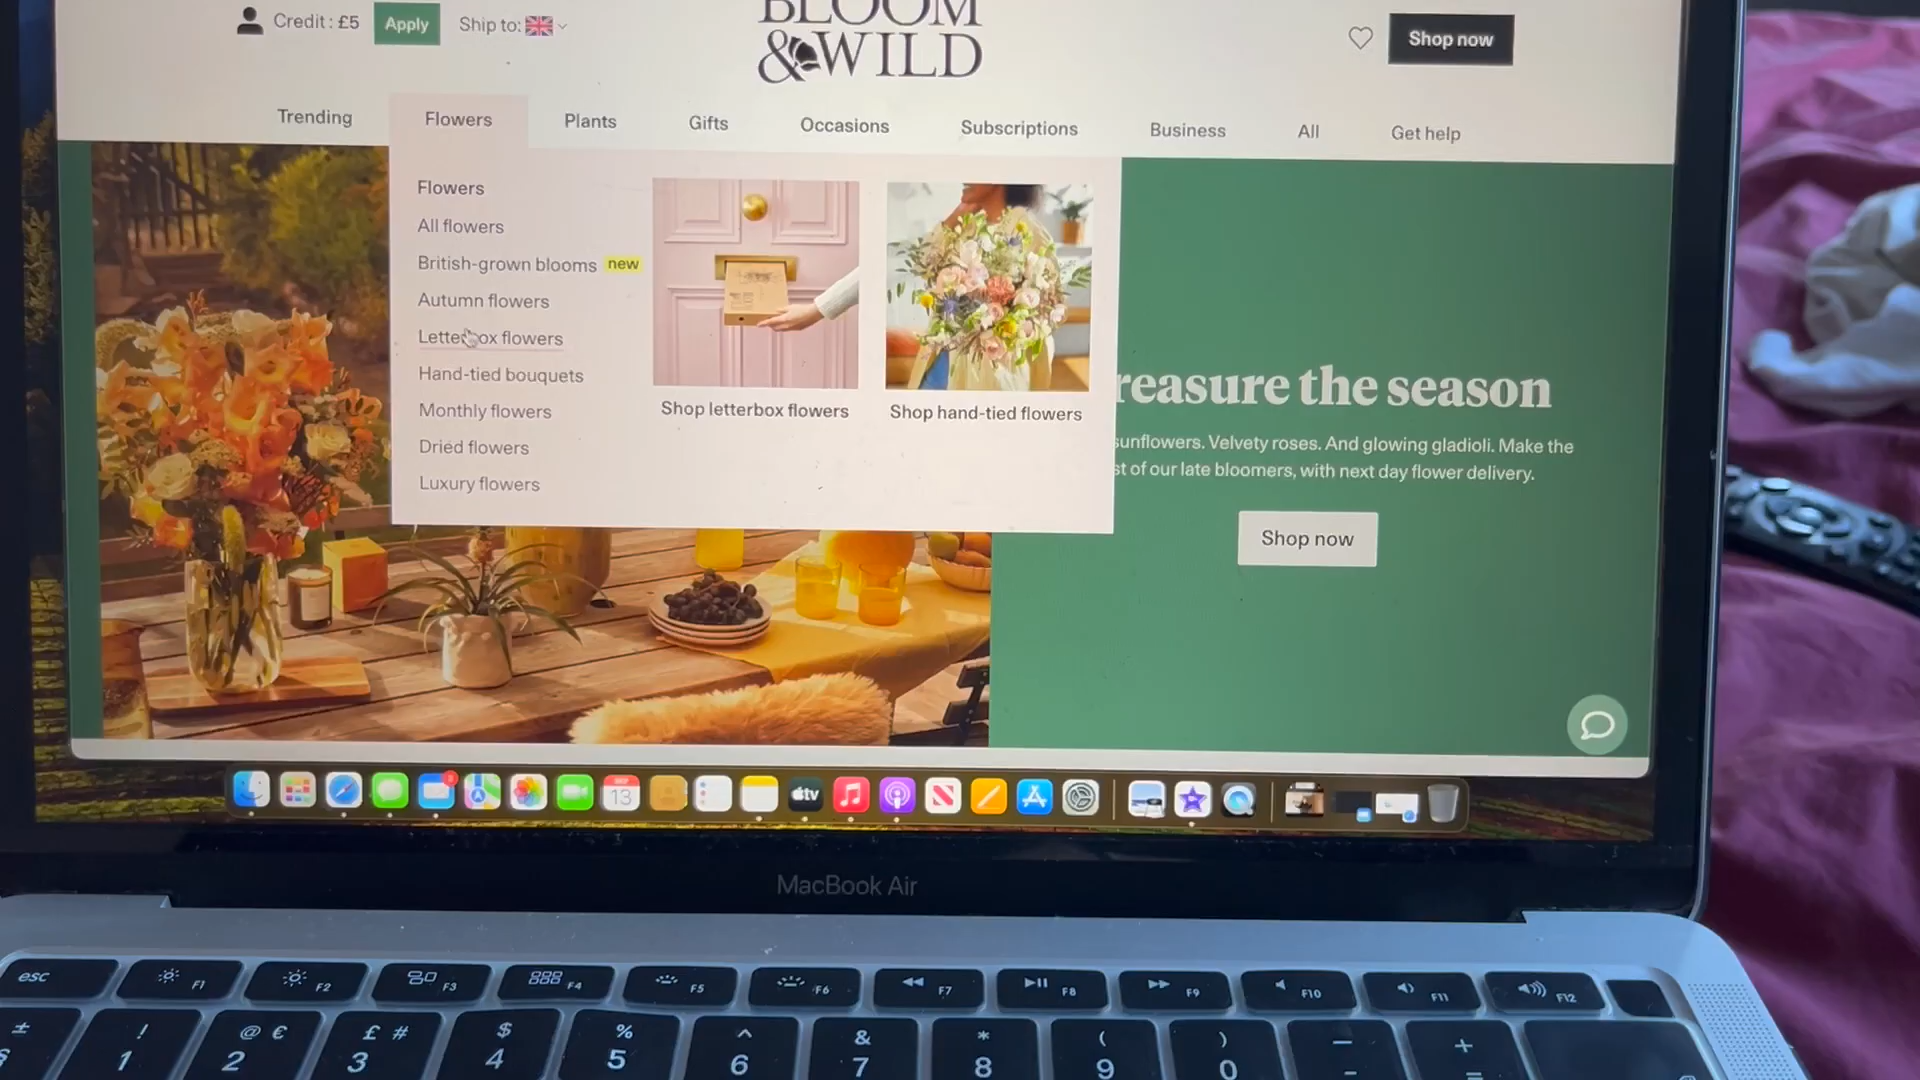 Credit : £5
Apply
Ship to:
BLOOM
&WILD
Shop now
Trending
Flowers
Plants
Gifts
Occasions
Subscriptions
Business
All
Get help
Flowers
All flowers
British-grown blooms new
Autumn flowers
Letterbox flowers
Hand-tied bouquets
Monthly flowers
Dried flowers
Luxury flowers
Shop letterbox flowers
Shop hand-tied flowers
reasure the season
sunflowers. Velvety roses. And glowing gladioli. Make the
st of our late bloomers, with next day flower delivery.
Shop now
13
tv
MacBook Air
esc
F1
F2
F3
F4
F5
F6
F7
F8
F9
F10
F11
F12
±
§
!
1
@ €
2
£ #
3
$
4
%
5
^
6
&
7
*
8
(
9
)
0
_
-
+
=